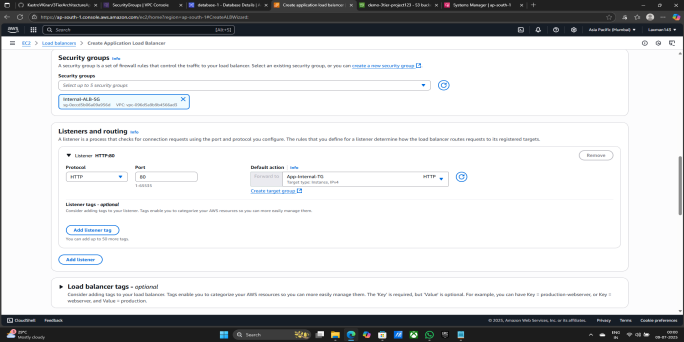 KastroVKiran/3TierArchitecture
SecurityGroups | VPC Console
database-1 - Database Details |
Create application load balancer
demo-3tier-project123 - S3 buck
Systems Manager | ap-south-1
https://ap-south-1.console.aws.amazon.com/ec2/home?region=ap-south-1#CreateALBWizard:
aws
Search
[Alt+S]
Asia Pacific (Mumbai)
Laxman143
EC2 > Load balancers > Create Application Load Balancer
Security groups Info
A security group is a set of firewall rules that control the traffic to your load balancer. Select an existing security group, or you can create a new security group
Security groups
Select up to 5 security groups
Internal-ALB-SG
Listeners and routing Info
A listener is a process that checks for connection requests using the port and protocol you configure. The rules that you define for a listener determine how the load balancer routes requests to its registered targets.
Listener HTTP:80
Remove
Protocol
Port
Default action | Info
HTTP
80
Forward to
App-Internal-TG
HTTP
Target type: Instance, IPv4
1-65535
Create target group
Listener tags - optional
Consider adding tags to your listener. Tags enable you to categorize your AWS resources so you can more easily manage them.
Add listener tag
You can add up to 50 more tags.
Add listener
Load balancer tags - optional
Consider adding tags to your load balancer. Tags enable you to categorize your AWS resources so you can more easily manage them. The 'Key' is required, but 'Value' is optional. For example, you can have Key = production-webserver, or Key =
webserver, and Value = production.
CloudShell
Feedback
© 2025, Amazon Web Services, Inc. or its affiliates.
Privacy
Terms
Cookie preferences
Mostly cloudy
Search
ENG
IN
00:00
09-07-2025